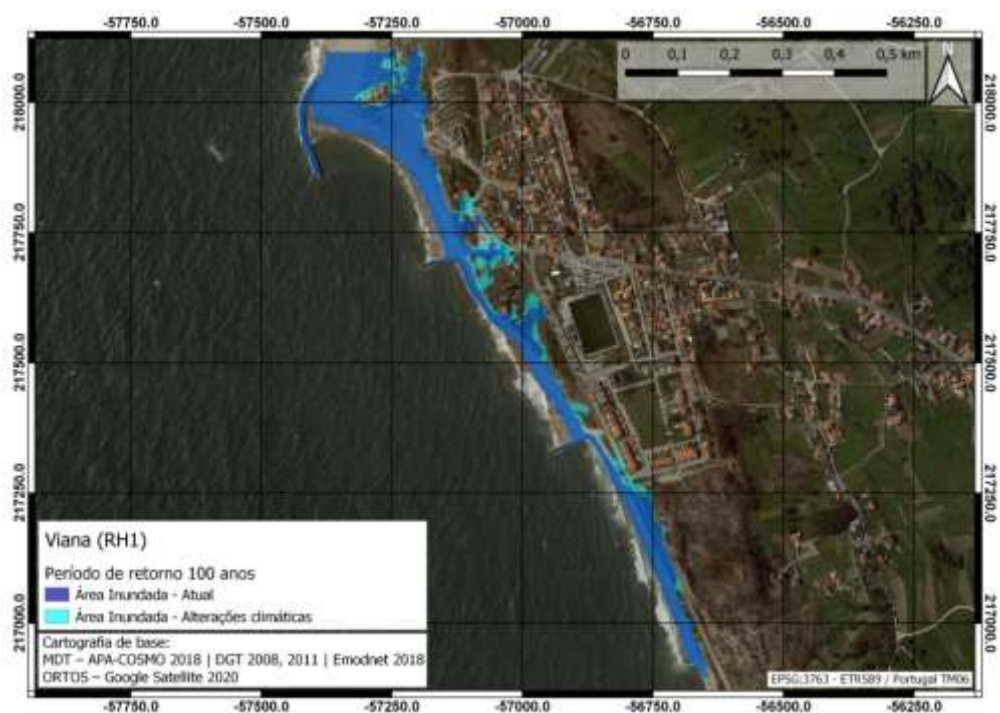 -57750.0 -57500.0 -57250.0 -57000.0 -56750.0 -56500.0 -56250.0
0 0,1 0,2 0,3 0,4 0,5 km
N
218000.0 218000.0
217750.0 217750.0
217500.0 217500.0
217250.0 217250.0
217000.0 217000.0
Viana (RH1)
Período de retorno 100 anos
Área Inundada - Atual
Área Inundada - Alterações climáticas
Cartografia de base:
MDT – APA-COSMO 2018 | DGT 2008, 2011 | Emodnet 2018
ORTOS – Google Satellite 2020
EPSG:3763 - ETRS89 / Portugal TM06
-57750.0 -57500.0 -57250.0 -57000.0 -56750.0 -56500.0 -56250.0